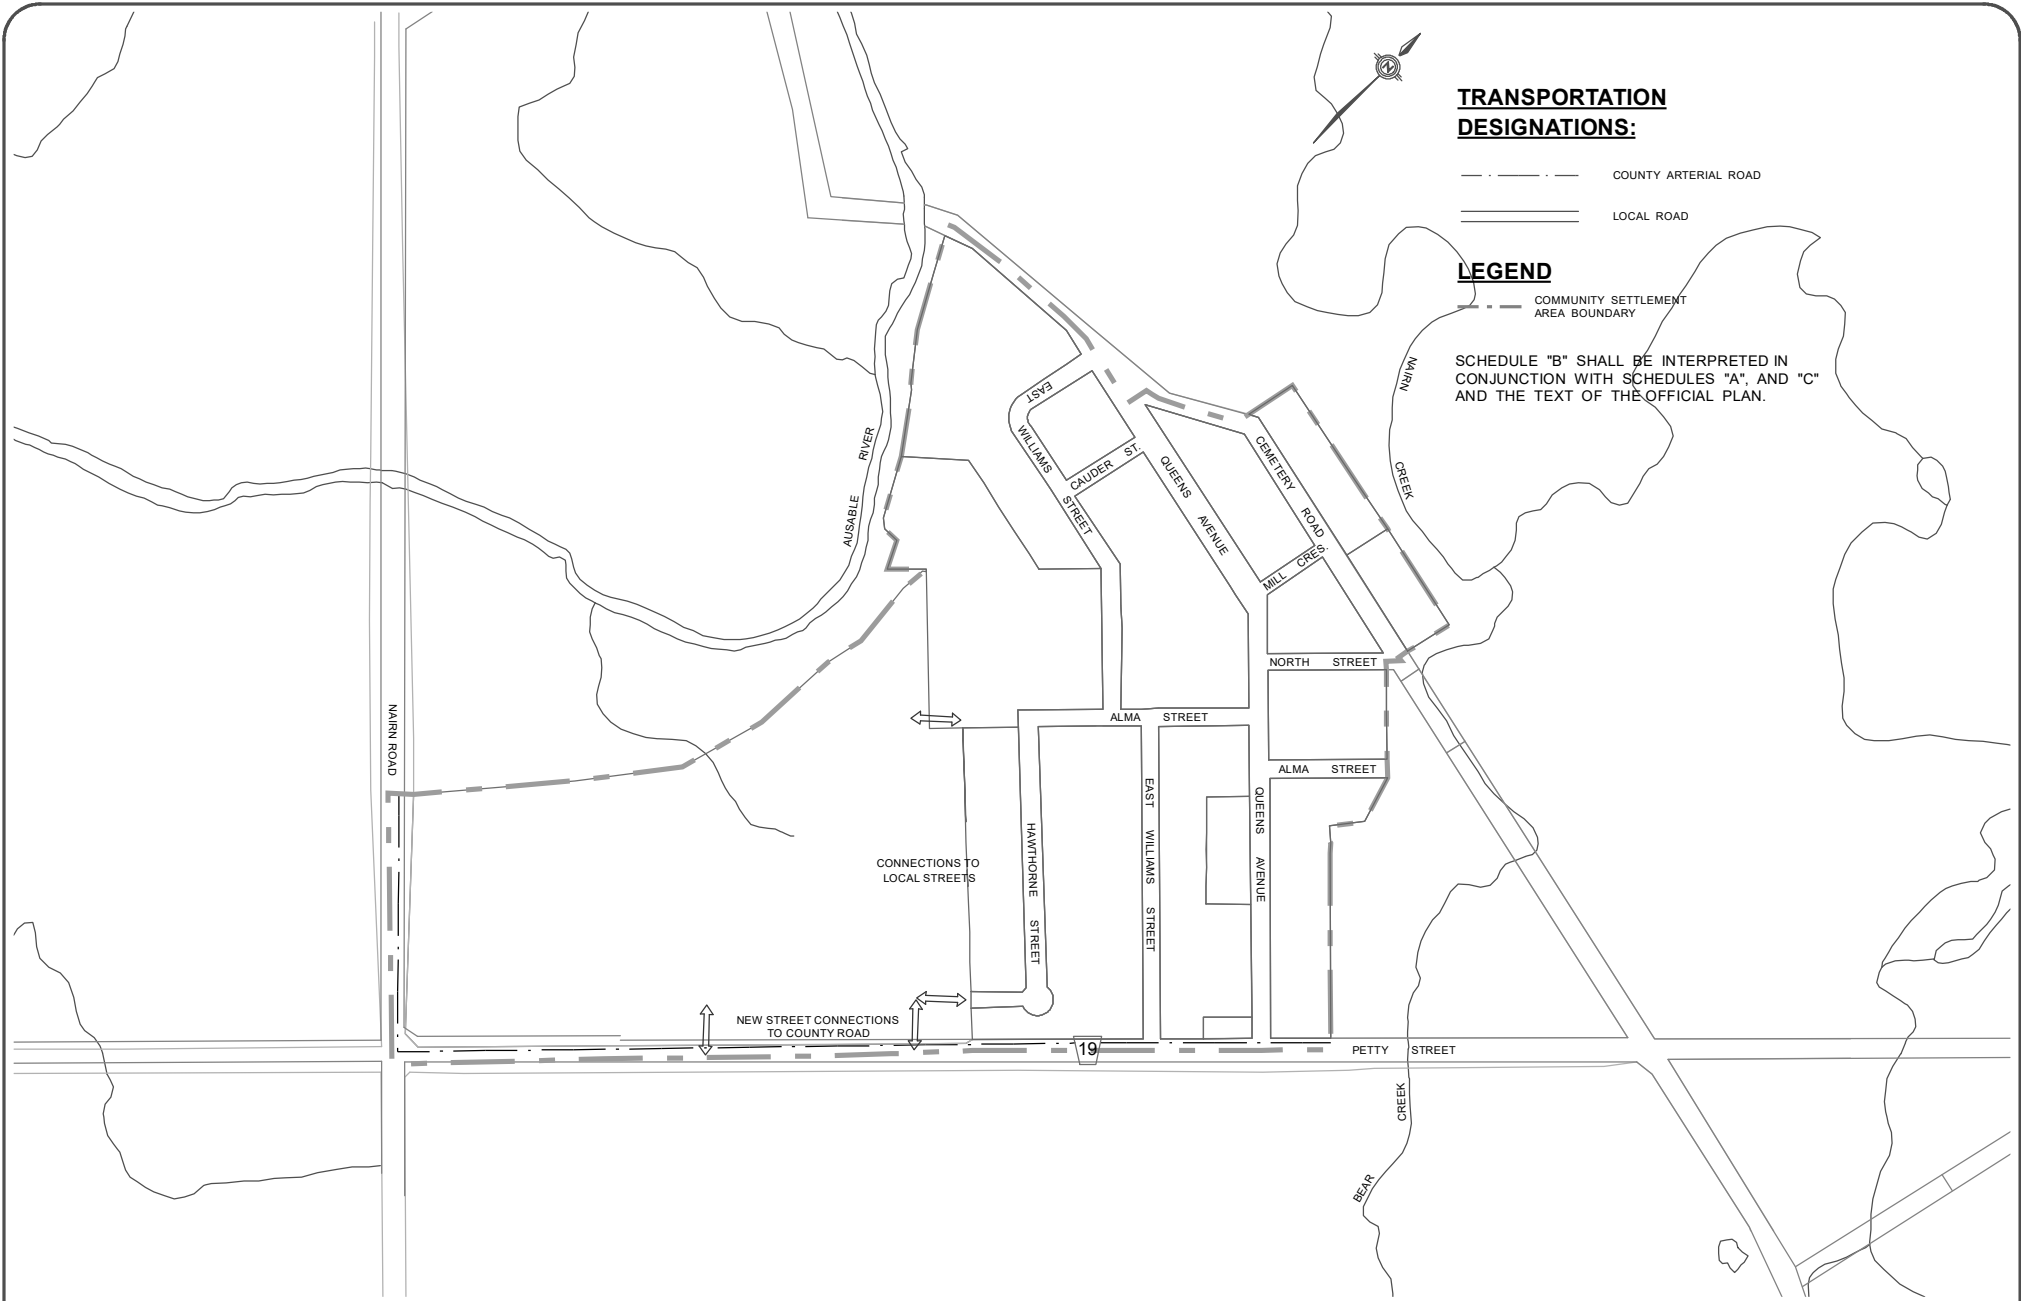 N
TRANSPORTATION
DESIGNATIONS:
COUNTY ARTERIAL ROAD
LOCAL ROAD
LEGEND
COMMUNITY SETTLEMENT
AREA BOUNDARY
SCHEDULE "B" SHALL BE INTERPRETED IN
CONJUNCTION WITH SCHEDULES "A", AND "C"
AND THE TEXT OF THE OFFICIAL PLAN.
NAIRN
CREEK
EAST
WILLIAMS
STREET
CAUDER ST.
QUEENS
AVENUE
CEMETERY
ROAD
MILL CRES.
AUSABLE
RIVER
NORTH STREET
NAIRN ROAD
ALMA STREET
ALMA STREET
EAST WILLIAMS STREET
QUEENS AVENUE
HAWTHORNE STREET
CONNECTIONS TO
LOCAL STREETS
NEW STREET CONNECTIONS
TO COUNTY ROAD
19
PETTY STREET
BEAR
CREEK